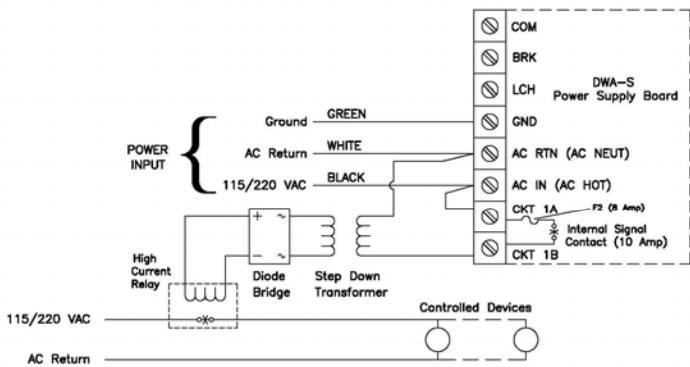 COM
BRK
LCH
DWA-S
Power Supply Board
Ground
GREEN
GND
POWER
INPUT
AC Return
WHITE
AC RTN (AC NEUT)
115/220 VAC
BLACK
AC IN (AC HOT)
CKT 1A
F2 (8 Amp)
Internal Signal
Contact (10 Amp)
CKT 1B
+
~
-
~
High
Current
Relay
Diode
Bridge
Step Down
Transformer
115/220 VAC
Controlled Devices
AC Return